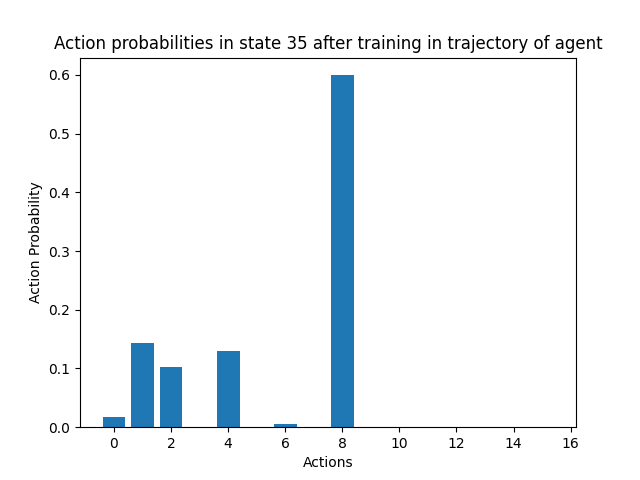 Action probabilities in state 35 after training in trajectory of agent
0.6
0.5
0.4
0.3
0.2
0.1
0.0
Action Probability
0 2 4 6 8 10 12 14 16
Actions